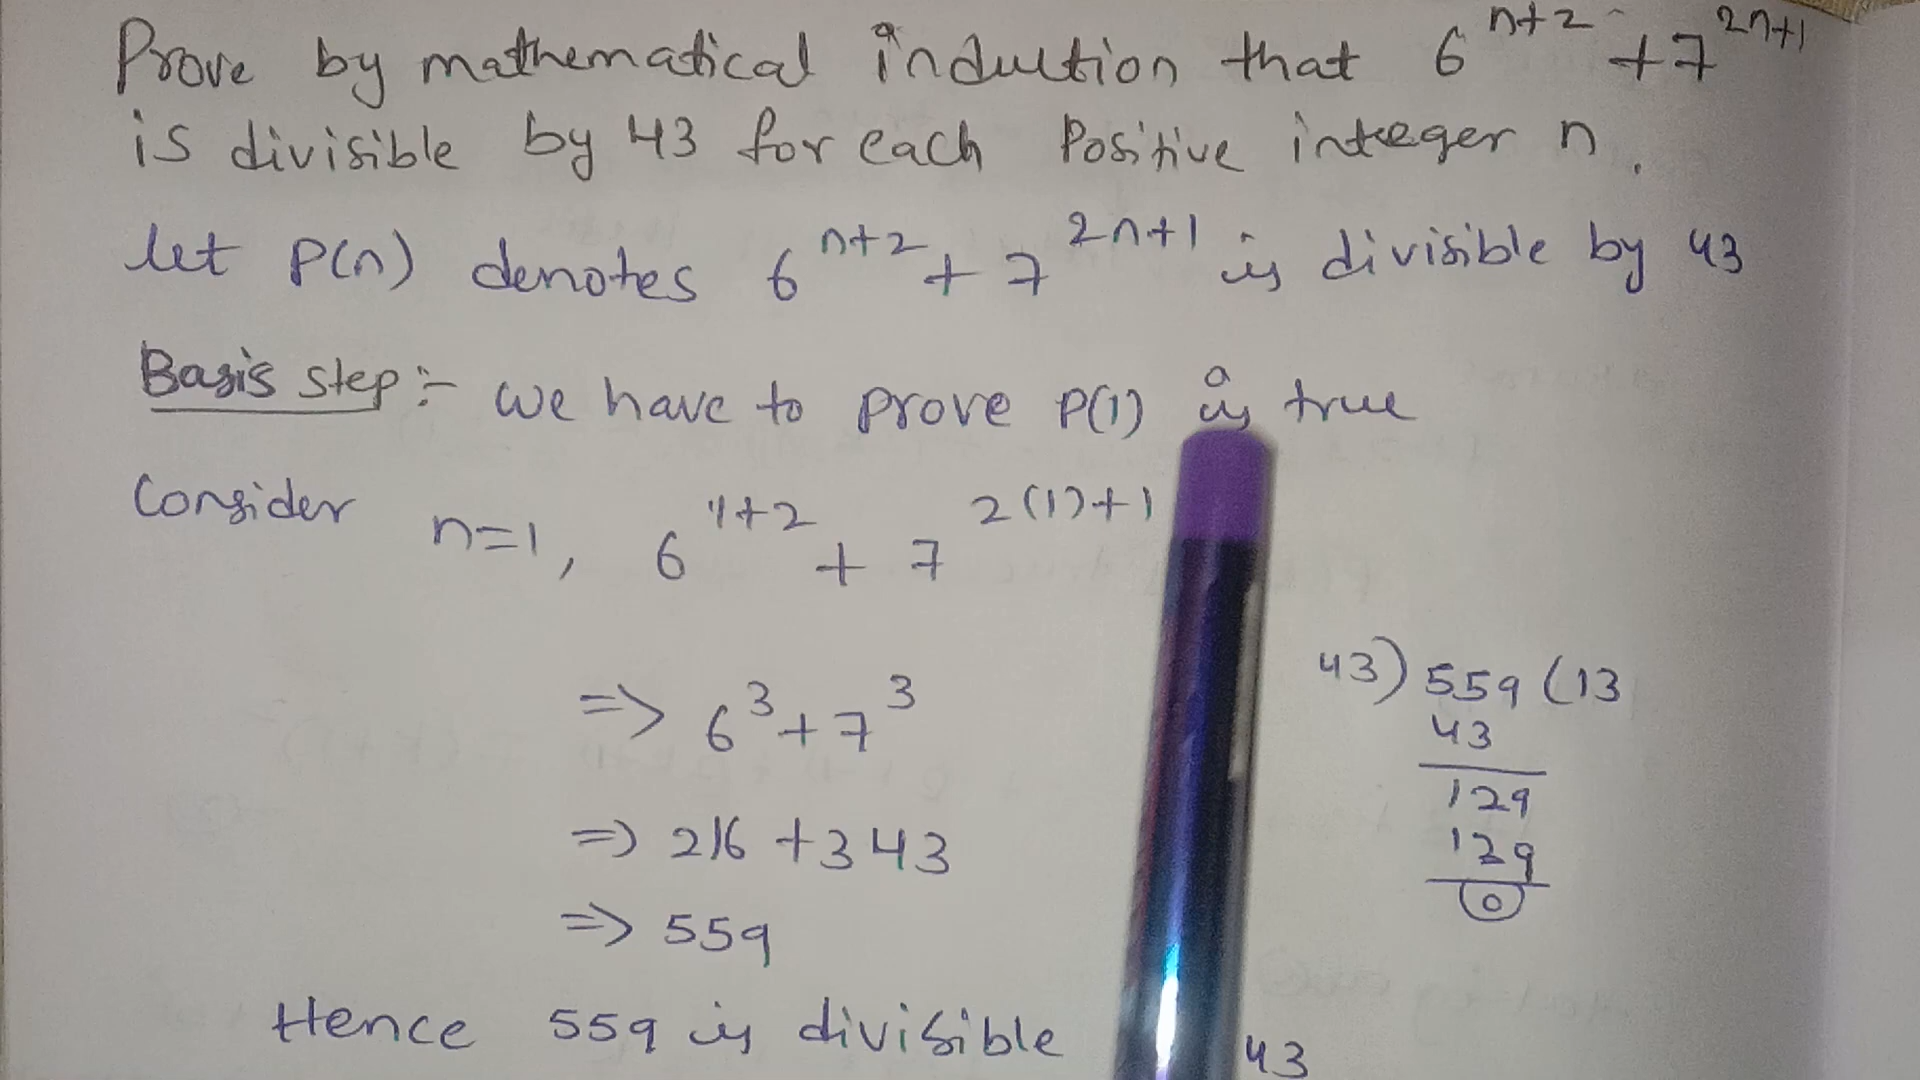 Prove by mathematical induction that 6^{n+2} + 7^{2n+1}
is divisible by 43 for each Positive integer n.
let P(n) denotes 6^{n+2} + 7^{2n+1} is divisible by 43
Basis step :- we have to prove P(1) is true
Consider n=1, 6^{1+2} + 7^{2(1)+1}
=> 6^3 + 7^3
43) 559 (13
43
=> 216 + 343
129
129
=> 559
0
Hence 559 is divisible 43